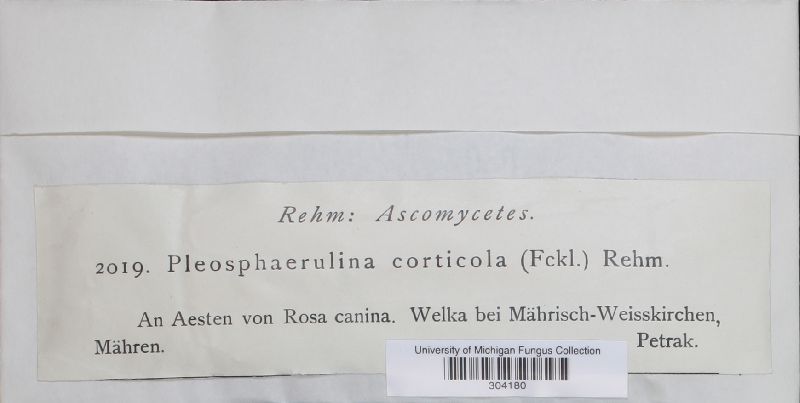 Rehm: Ascomycetes.
2019. Pleosphaerulina corticola (Fckl.) Rehm.
An Aesten von Rosa canina. Welka bei Mährisch-Weisskirchen,
Mähren. Petrak.
University of Michigan Fungus Collection
304180